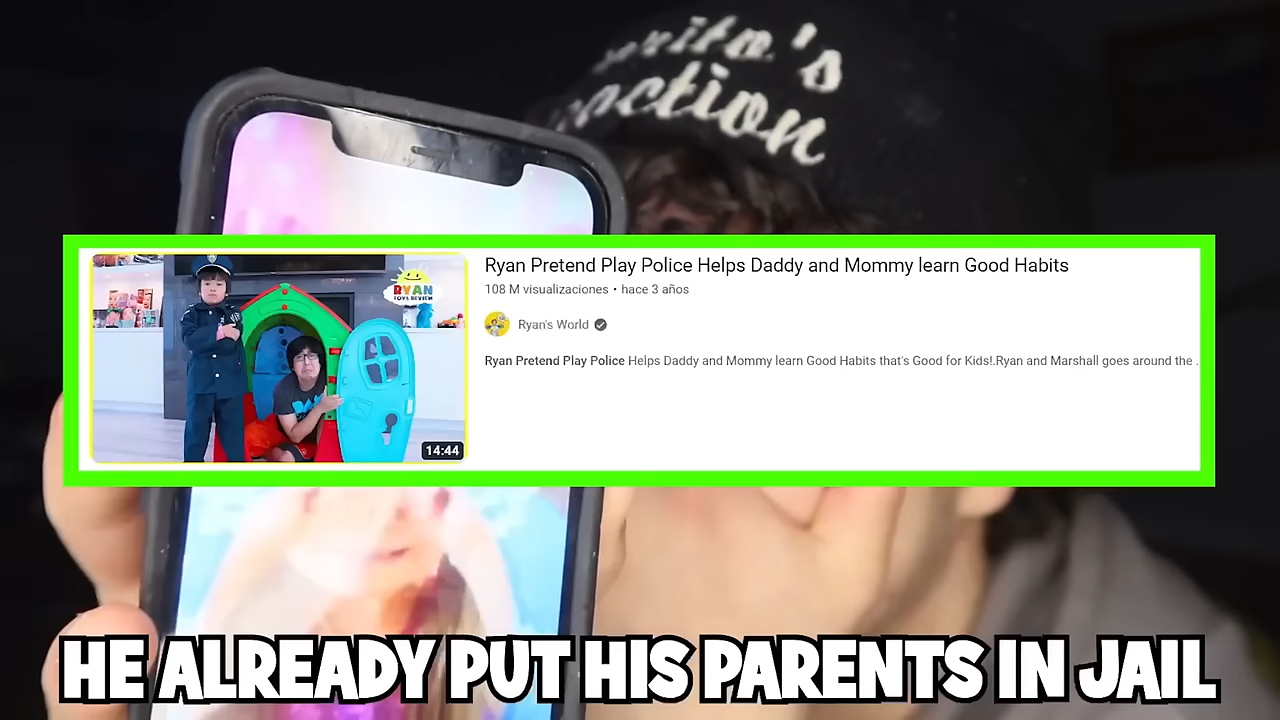 ction
Ryan Pretend Play Police Helps Daddy and Mommy learn Good Habits
108 M visualizaciones • hace 3 años
RYAN
TOYS REVIEW
Ryan's World
Ryan Pretend Play Police Helps Daddy and Mommy learn Good Habits that's Good for Kids!.Ryan and Marshall goes around the .
14:44
HE ALREADY PUT HIS PARENTS IN JAIL